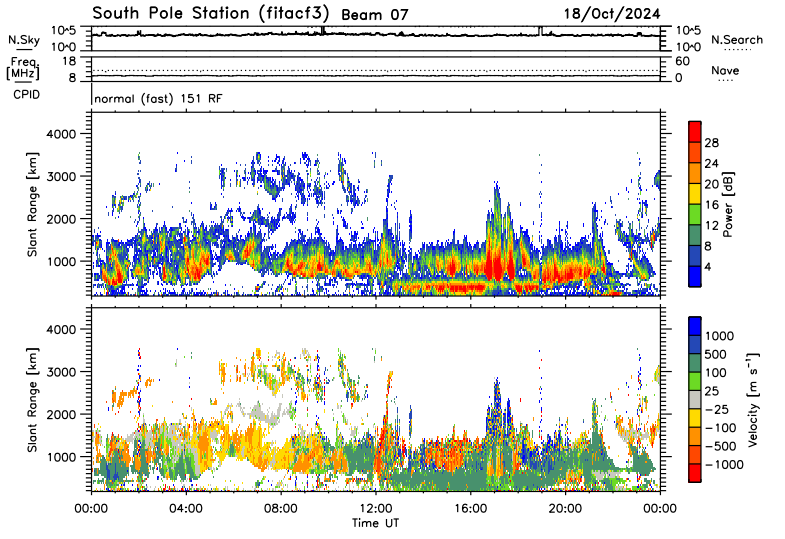 South Pole Station (fitacf3) Beam 07 18/Oct/2024
N.Sky 10^5 10^0 10^5 10^0 N.Search
Freq. [MHz] 18 8 60 0 Nave
CPID normal (fast) 151 RF
Slant Range [km] 4000 3000 2000 1000
Power [dB] 28 24 20 16 12 8 4
Slant Range [km] 4000 3000 2000 1000
Velocity [m s⁻¹] 1000 500 100 25 −25 −100 −500 −1000
00:00 04:00 08:00 12:00 16:00 20:00 00:00
Time UT